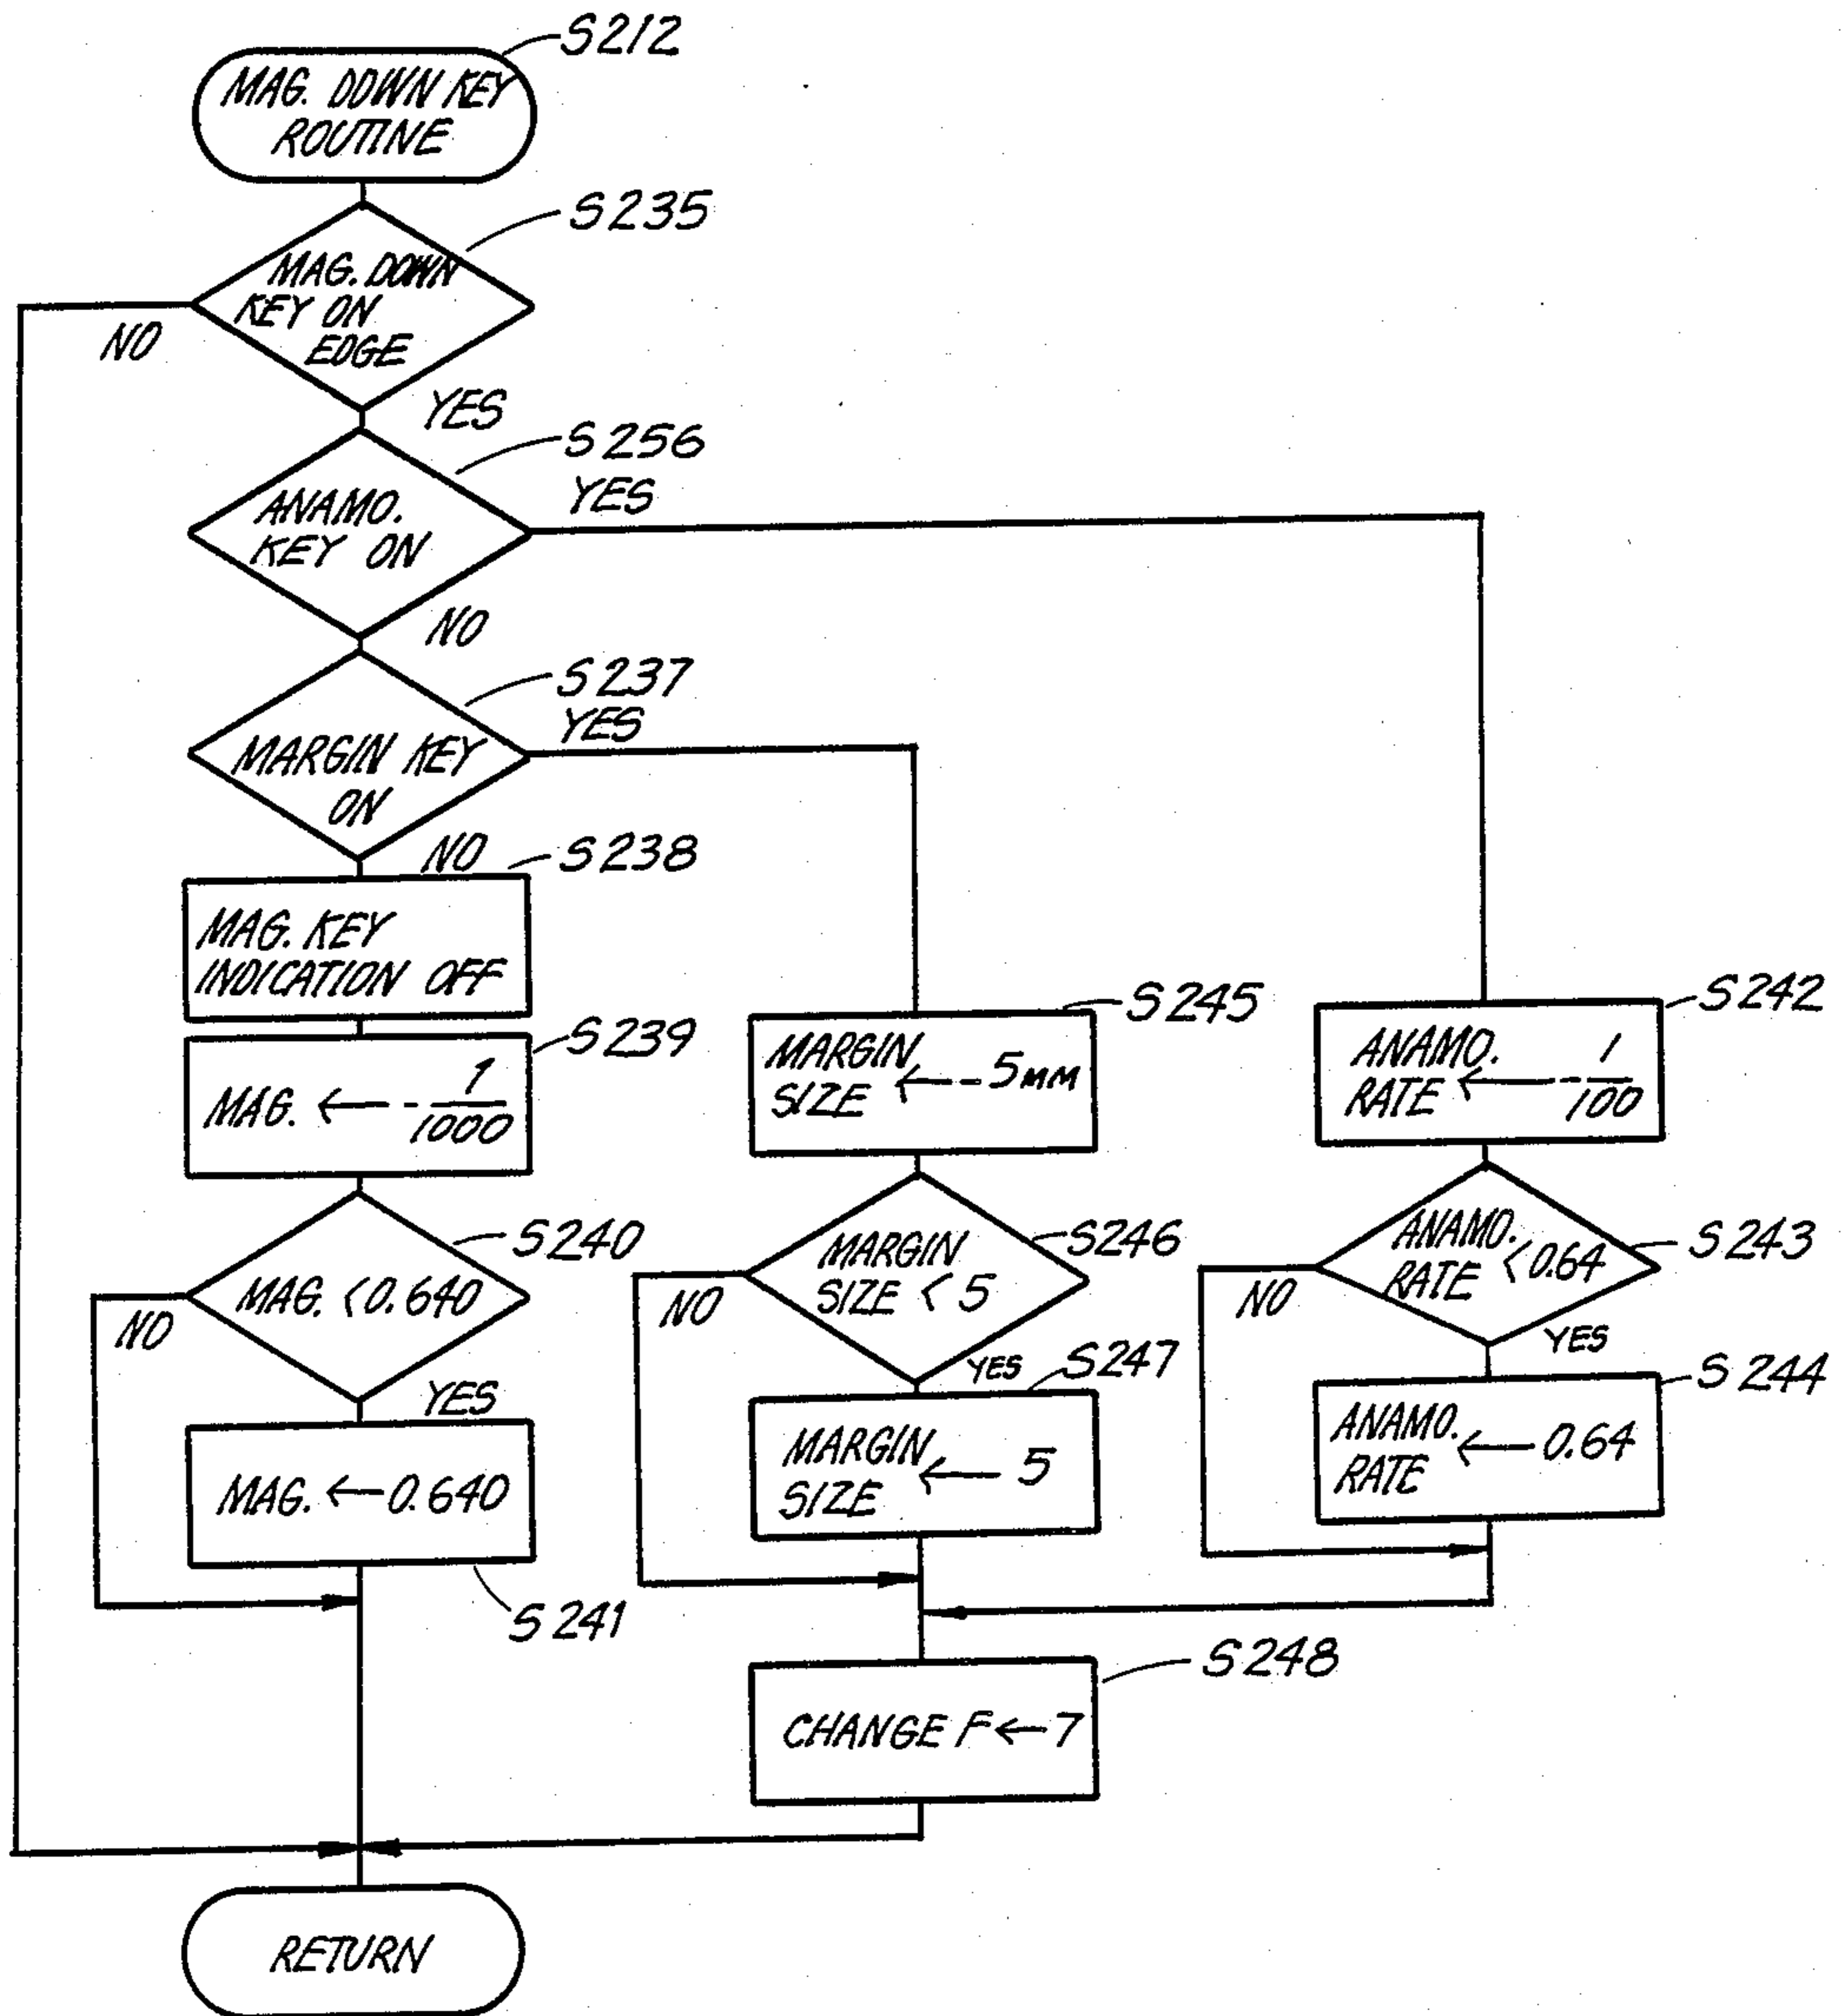 S212
MAG. DOWN KEY
ROUTINE
S235
MAG. DOWN
KEY ON
EDGE
NO
YES
S256
YES
ANAMO.
KEY ON
NO
S237
YES
MARGIN KEY
ON
NO
S238
MAG. KEY
INDICATION OFF
S239
MAG. ← - 1/1000
S240
MAG. < 0.640
NO
YES
MAG. ← 0.640
S241
S245
MARGIN
SIZE ← - 5MM
S246
MARGIN
SIZE < 5
NO
YES
S247
MARGIN
SIZE ← 5
S242
ANAMO.
RATE ← - 1/100
S243
ANAMO.
RATE < 0.64
NO
YES
S244
ANAMO.
RATE ← 0.64
S248
CHANGE F ← 7
RETURN